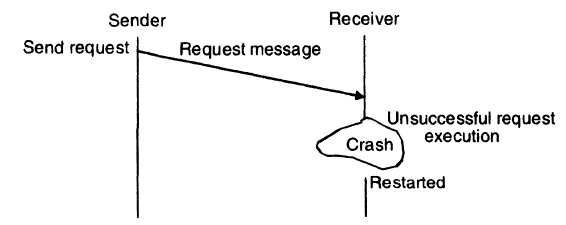 Sender
Receiver
Send request
Request message
Unsuccessful request
execution
Crash
Restarted